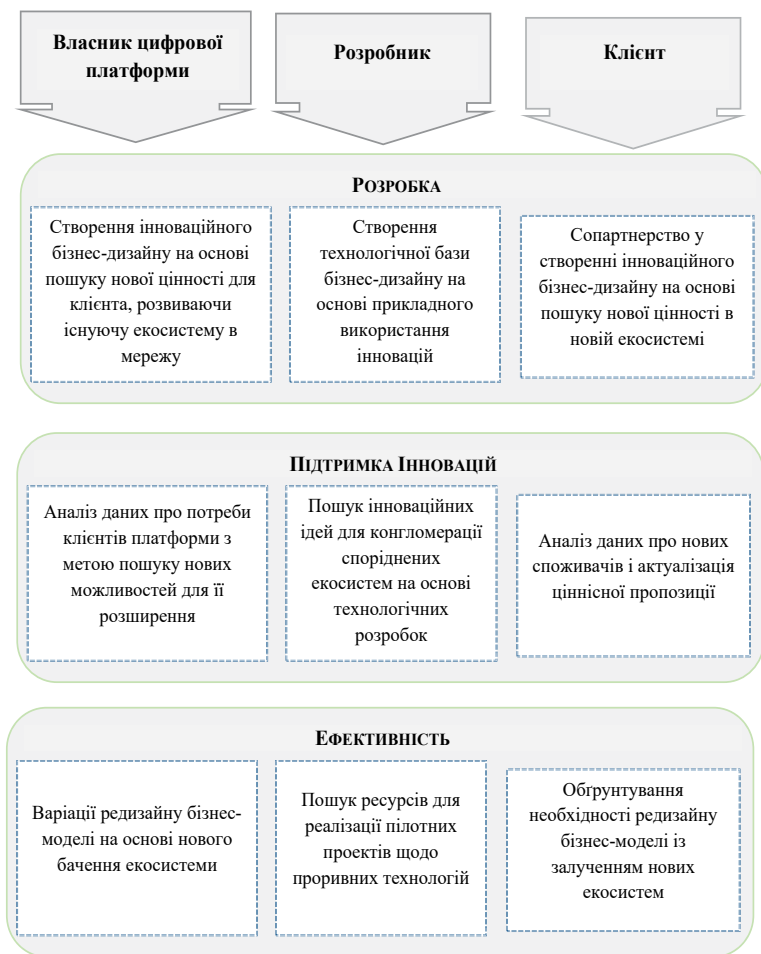 Власник цифрової
платформи
Розробник
Клієнт
РОЗРОБКА
Створення інноваційного
бізнес-дизайну на основі
пошуку нової цінності для
клієнта, розвиваючи
існуючу екосистему в
мережу
Створення
технологічної бази
бізнес-дизайну на
основі прикладного
використання
інновацій
Сопартнерство у
створенні інноваційного
бізнес-дизайну на основі
пошуку нової цінності в
новій екосистемі
ПІДТРИМКА ІННОВАЦІЙ
Аналіз даних про потреби
клієнтів платформи з
метою пошуку нових
можливостей для її
розширення
Пошук інноваційних
ідей для конгломерації
споріднених
екосистем на основі
технологічних
розробок
Аналіз даних про нових
споживачів і актуалізація
ціннісної пропозиції
ЕФЕКТИВНІСТЬ
Варіації редизайну бізнес-
моделі на основі нового
бачення екосистеми
Пошук ресурсів для
реалізації пілотних
проектів щодо
проривних технологій
Обґрунтування
необхідності редизайну
бізнес-моделі із
залученням нових
екосистем